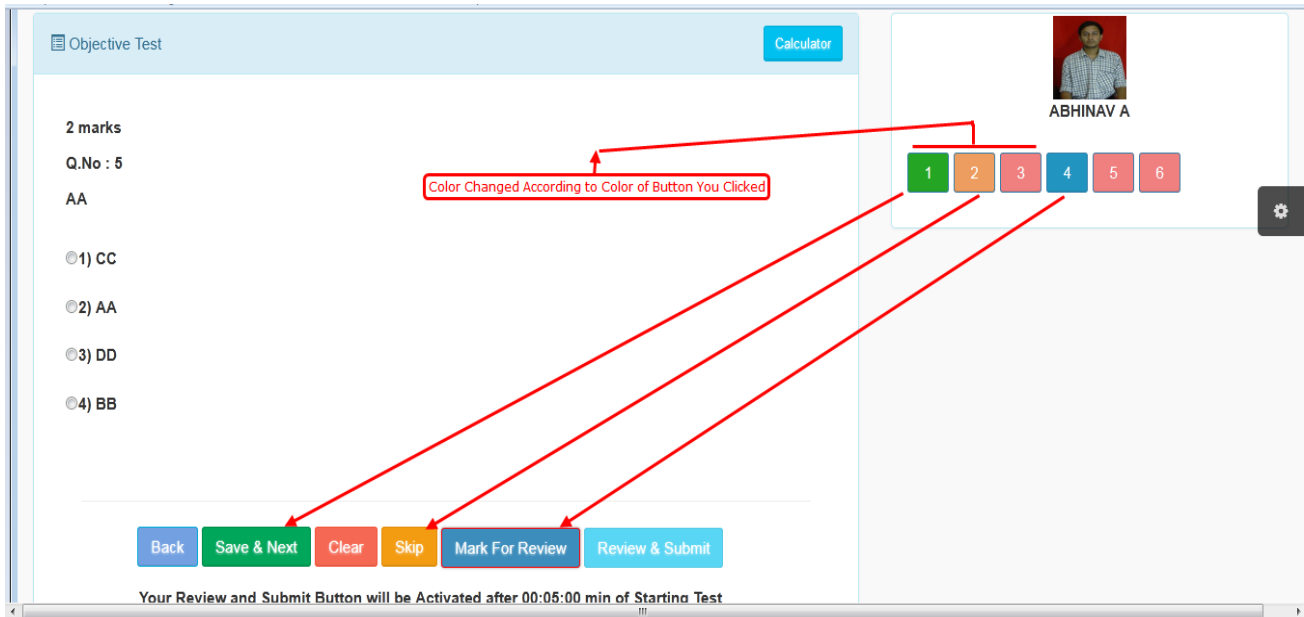 Objective Test
Calculator
ABHINAV A
2 marks
Q.No : 5
AA
Color Changed According to Color of Button You Clicked
1 2 3 4 5 6
1) CC
2) AA
3) DD
4) BB
Back Save & Next Clear Skip Mark For Review Review & Submit
Your Review and Submit Button will be Activated after 00:05:00 min of Starting Test